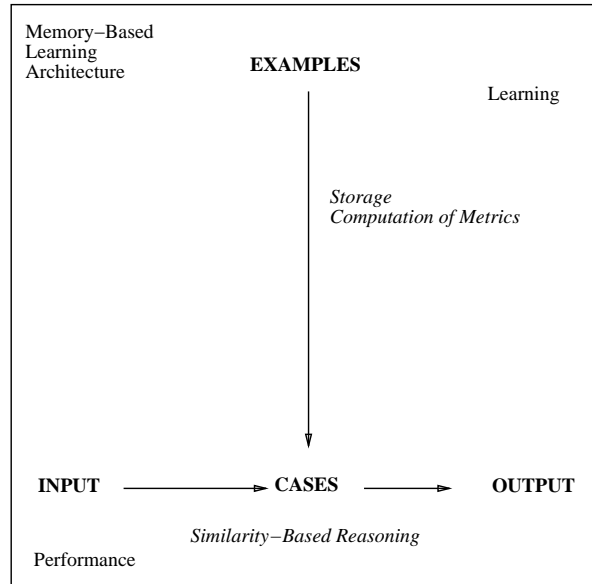 Memory−Based
Learning
Architecture
EXAMPLES
Learning
Storage
Computation of Metrics
INPUT
CASES
OUTPUT
Similarity−Based Reasoning
Performance